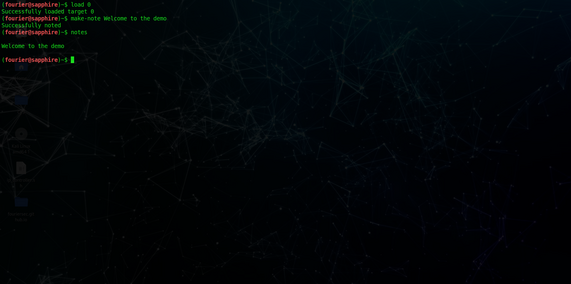 (fourier@sapphire)~$ load 0
Successfully loaded target 0
(fourier@sapphire)~$ make-note Welcome to the demo
Successfully noted
(fourier@sapphire)~$ notes
Welcome to the demo
(fourier@sapphire)~$